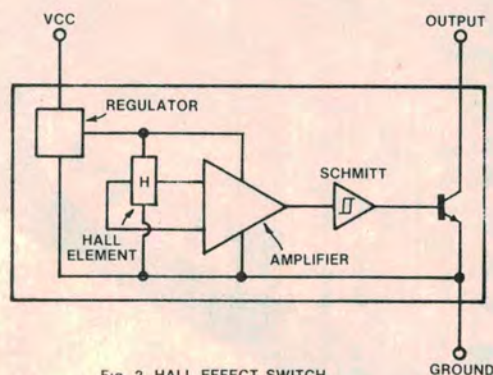 VCC
OUTPUT
REGULATOR
H
SCHMITT
HALL
ELEMENT
AMPLIFIER
FIG. 2 HALL EFFECT SWITCH
GROUND